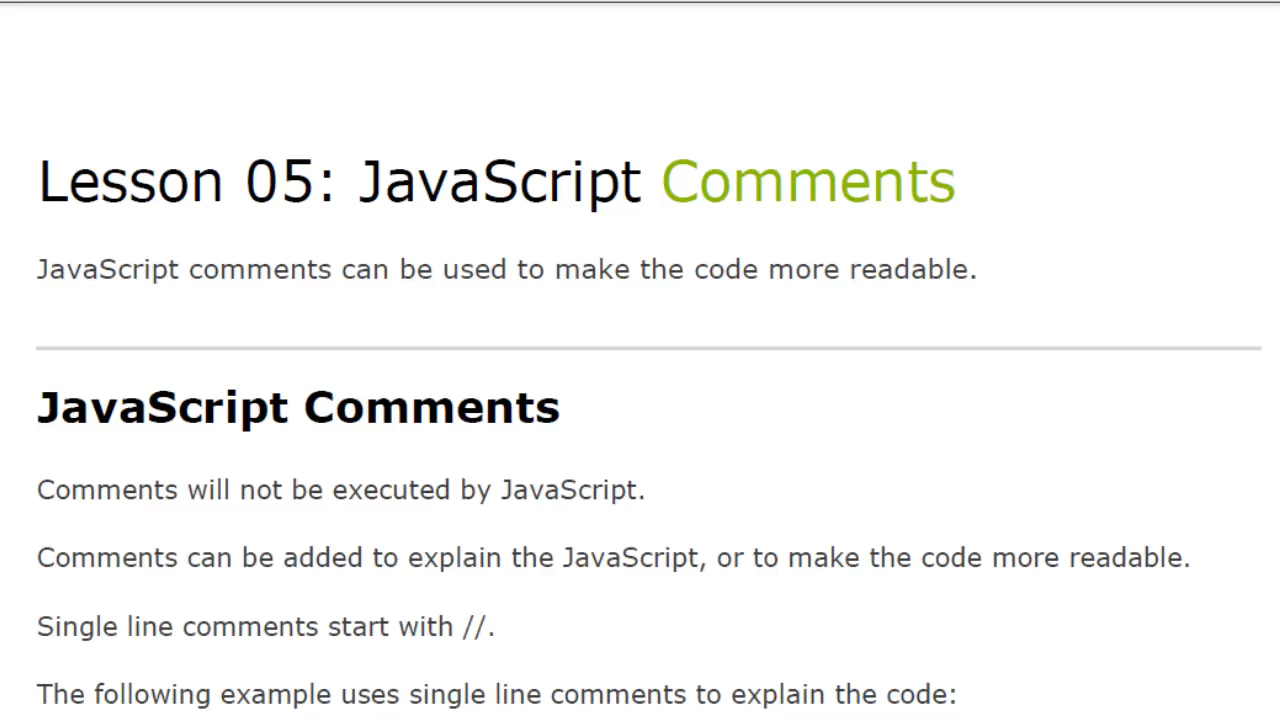 Lesson 05: JavaScript Comments
JavaScript comments can be used to make the code more readable.
JavaScript Comments
Comments will not be executed by JavaScript.
Comments can be added to explain the JavaScript, or to make the code more readable.
Single line comments start with //.
The following example uses single line comments to explain the code: